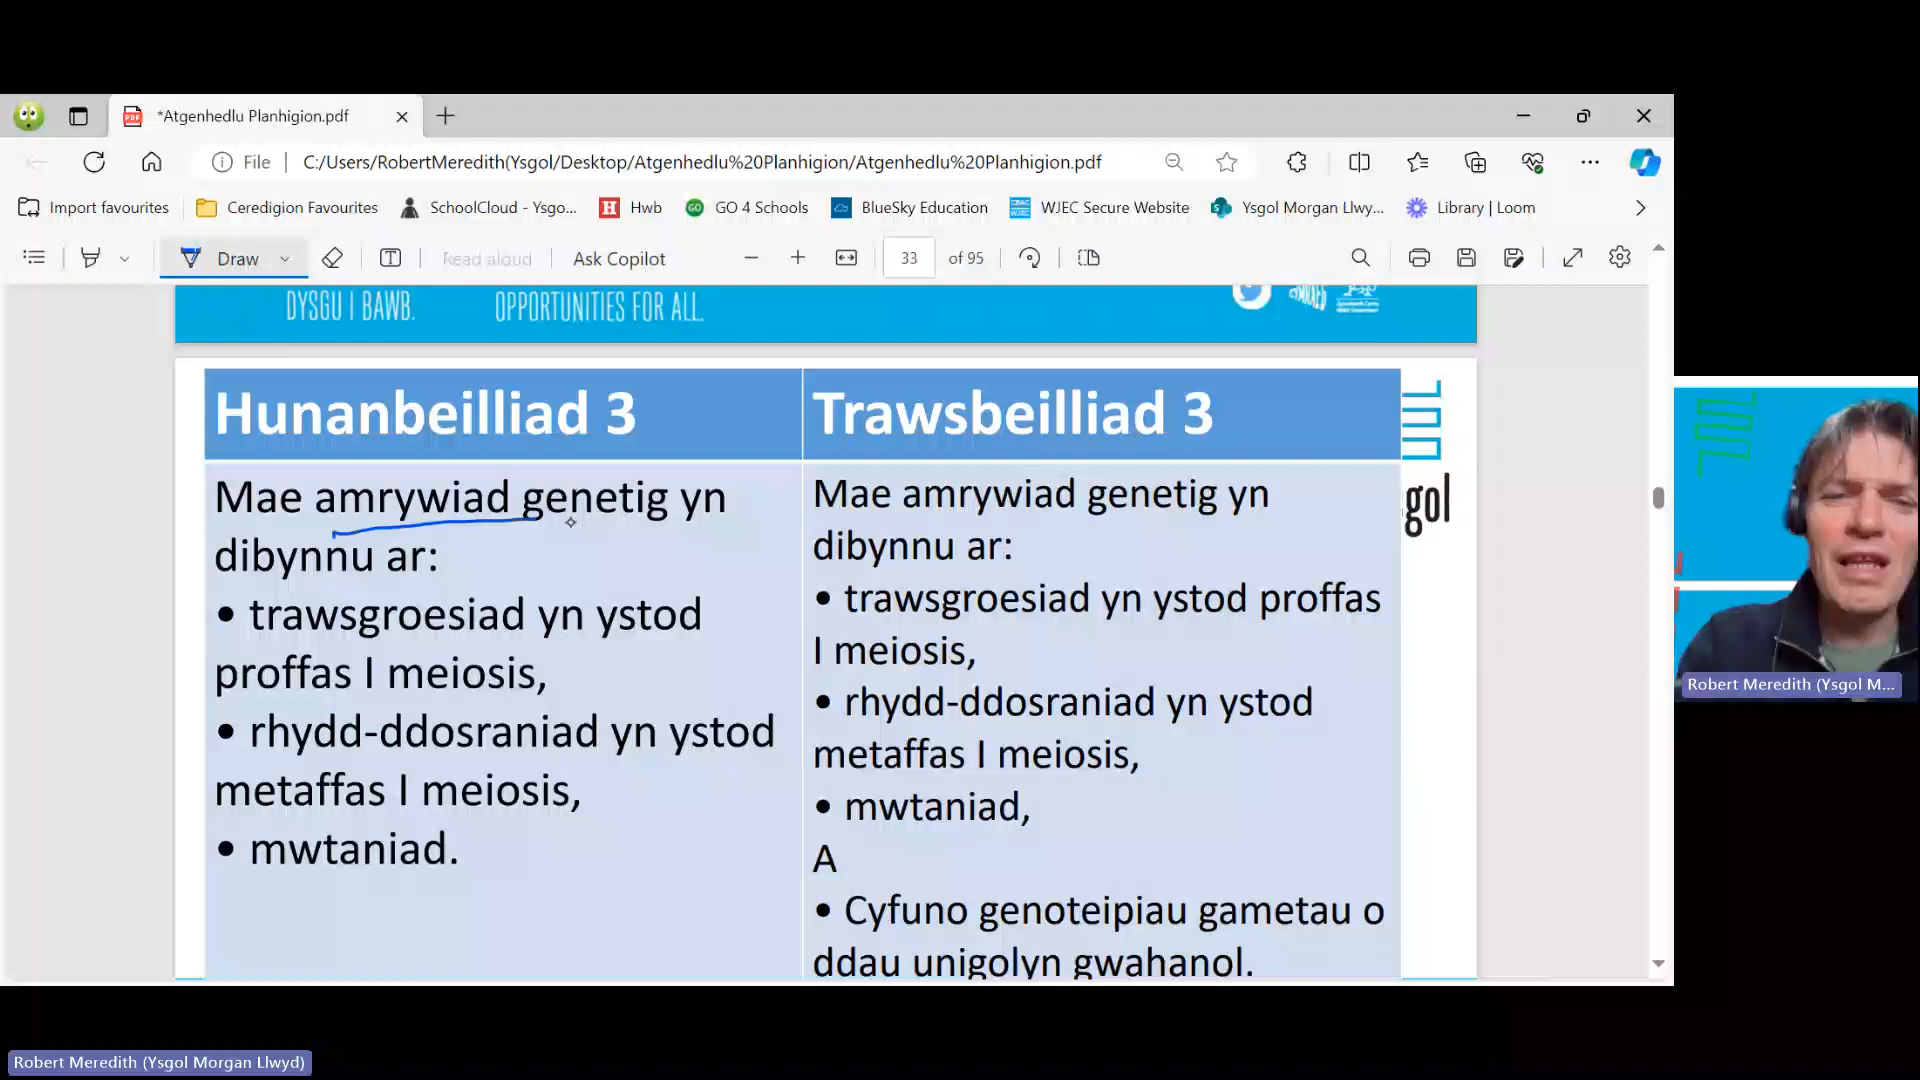 *Atgenhedlu Planhigion.pdf
File
C:/Users/RobertMeredith(Ysgol/Desktop/Atgenhedlu%20Planhigion/Atgenhedlu%20Planhigion.pdf
Import favourites
Ceredigion Favourites
SchoolCloud - Ysgo...
Hwb
GO 4 Schools
BlueSky Education
WJEC Secure Website
Ysgol Morgan Llwy...
Library | Loom
Draw
Read aloud
Ask Copilot
33 of 95
DYSGU I BAWB.
OPPORTUNITIES FOR ALL.
Hunanbeilliad 3
Mae amrywiad genetig yn
dibynnu ar:
• trawsgroesiad yn ystod
proffas I meiosis,
• rhydd-ddosraniad yn ystod
metaffas I meiosis,
• mwtaniad.
Trawsbeilliad 3
Mae amrywiad genetig yn
dibynnu ar:
• trawsgroesiad yn ystod proffas
I meiosis,
• rhydd-ddosraniad yn ystod
metaffas I meiosis,
• mwtaniad,
A
• Cyfuno genoteipiau gametau o
ddau unigolyn gwahanol.
gol
Robert Meredith (Ysgol M...
Robert Meredith (Ysgol Morgan Llwyd)